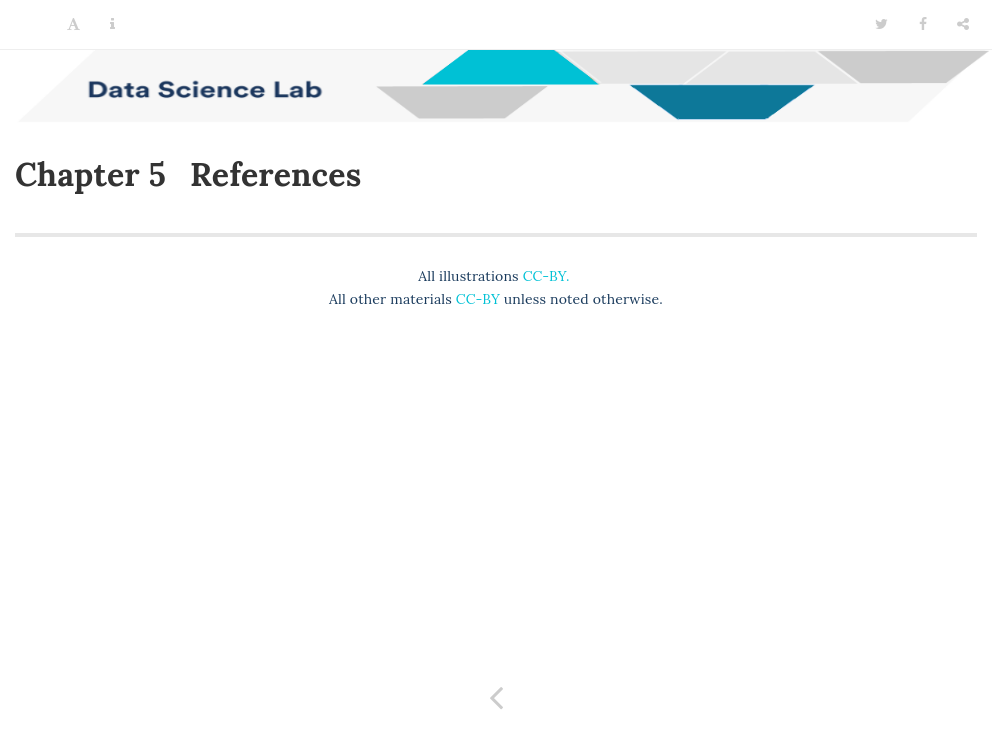 Data Science Lab
Chapter 5 References
All illustrations CC-BY.
All other materials CC-BY unless noted otherwise.